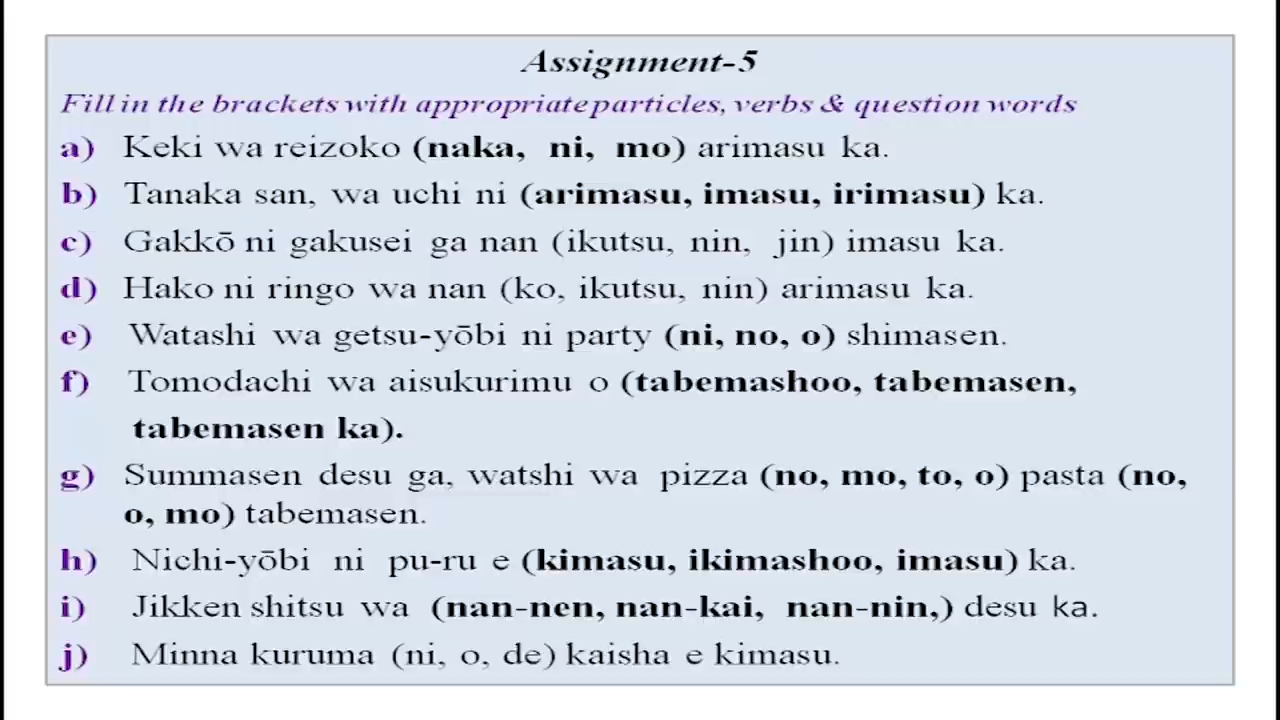 Assignment-5
Fill in the brackets with appropriate particles, verbs & question words
a) Keki wa reizoko (naka, ni, mo) arimasu ka.
b) Tanaka san, wa uchi ni (arimasu, imasu, irimasu) ka.
c) Gakkō ni gakusei ga nan (ikutsu, nin, jin) imasu ka.
d) Hako ni ringo wa nan (ko, ikutsu, nin) arimasu ka.
e) Watashi wa getsu-yōbi ni party (ni, no, o) shimasen.
f) Tomodachi wa aisukurimu o (tabemashoo, tabemasen,
tabemasen ka).
g) Summasen desu ga, watshi wa pizza (no, mo, to, o) pasta (no,
o, mo) tabemasen.
h) Nichi-yōbi ni pu-ru e (kimasu, ikimashoo, imasu) ka.
i) Jikken shitsu wa (nan-nen, nan-kai, nan-nin,) desu ka.
j) Minna kuruma (ni, o, de) kaisha e kimasu.